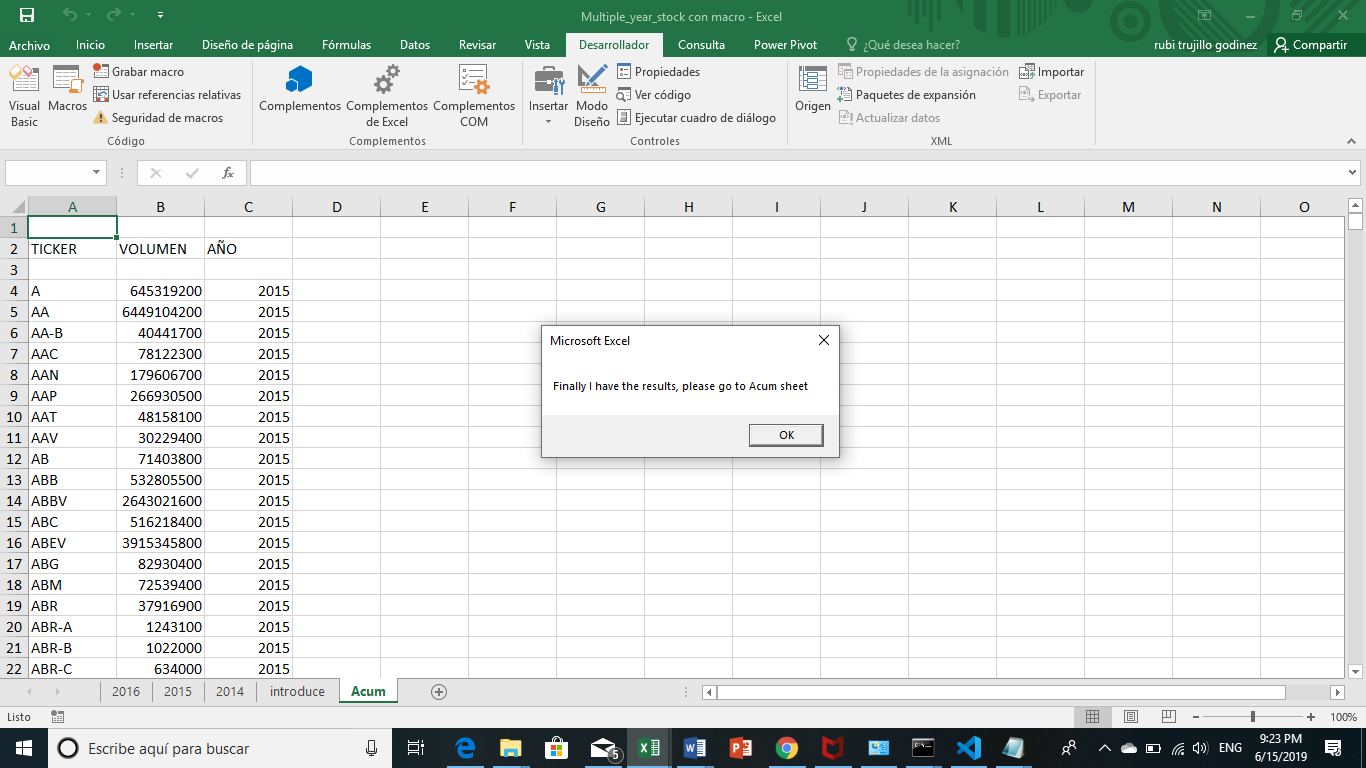 Multiple_year_stock con macro - Excel
Archivo Inicio Insertar Diseño de página Fórmulas Datos Revisar Vista Desarrollador Consulta Power Pivot ¿Qué desea hacer? rubi trujillo godinez Compartir
Visual Basic
Macros
Grabar macro
Usar referencias relativas
Seguridad de macros
Código
Complementos
Complementos de Excel
Complementos COM
Complementos
Insertar
Modo Diseño
Propiedades
Ver código
Ejecutar cuadro de diálogo
Controles
Origen
Propiedades de la asignación
Paquetes de expansión
Actualizar datos
Importar
Exportar
XML
fx
A B C D E F G H I J K L M N O
1
2 TICKER VOLUMEN AÑO
3
4 A 645319200 2015
5 AA 6449104200 2015
6 AA-B 40441700 2015
7 AAC 78122300 2015
8 AAN 179606700 2015
9 AAP 266930500 2015
10 AAT 48158100 2015
11 AAV 30229400 2015
12 AB 71403800 2015
13 ABB 532805500 2015
14 ABBV 2643021600 2015
15 ABC 516218400 2015
16 ABEV 3915345800 2015
17 ABG 82930400 2015
18 ABM 72539400 2015
19 ABR 37916900 2015
20 ABR-A 1243100 2015
21 ABR-B 1022000 2015
22 ABR-C 634000 2015
Microsoft Excel
Finally I have the results, please go to Acum sheet
OK
2016 2015 2014 introduce Acum
Listo 100%
Escribe aquí para buscar
5
ENG
9:23 PM
6/15/2019